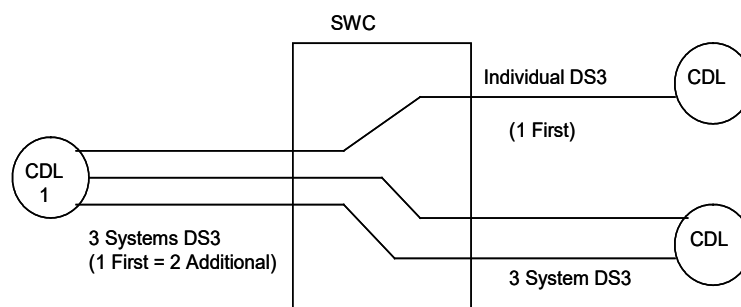 SWC
Individual DS3
CDL
(1 First)
CDL
1
CDL
3 Systems DS3
(1 First = 2 Additional)
3 System DS3